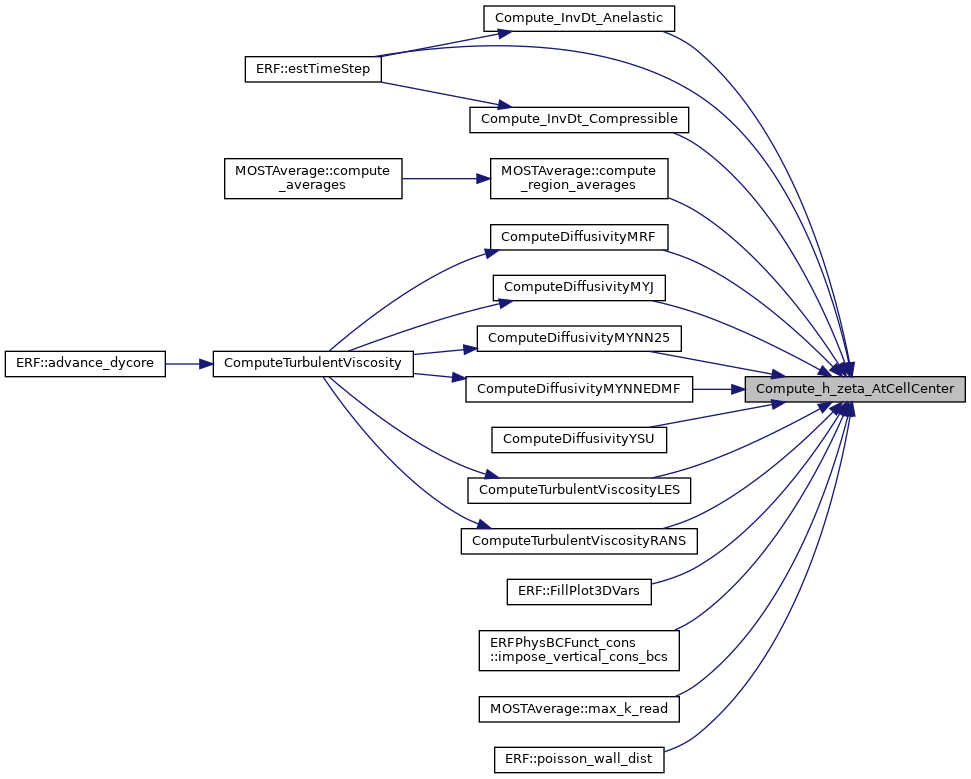 Compute_InvDt_Anelastic
ERF::estTimeStep
Compute_InvDt_Compressible
MOSTAverage::compute
_averages
MOSTAverage::compute
_region_averages
ComputeDiffusivityMRF
ComputeDiffusivityMYJ
ComputeDiffusivityMYNN25
ERF::advance_dycore
ComputeTurbulentViscosity
ComputeDiffusivityMYNNEDMF
Compute_h_zeta_AtCellCenter
ComputeDiffusivityYSU
ComputeTurbulentViscosityLES
ComputeTurbulentViscosityRANS
ERF::FillPlot3DVars
ERFPhysBCFunct_cons
::impose_vertical_cons_bcs
MOSTAverage::max_k_read
ERF::poisson_wall_dist